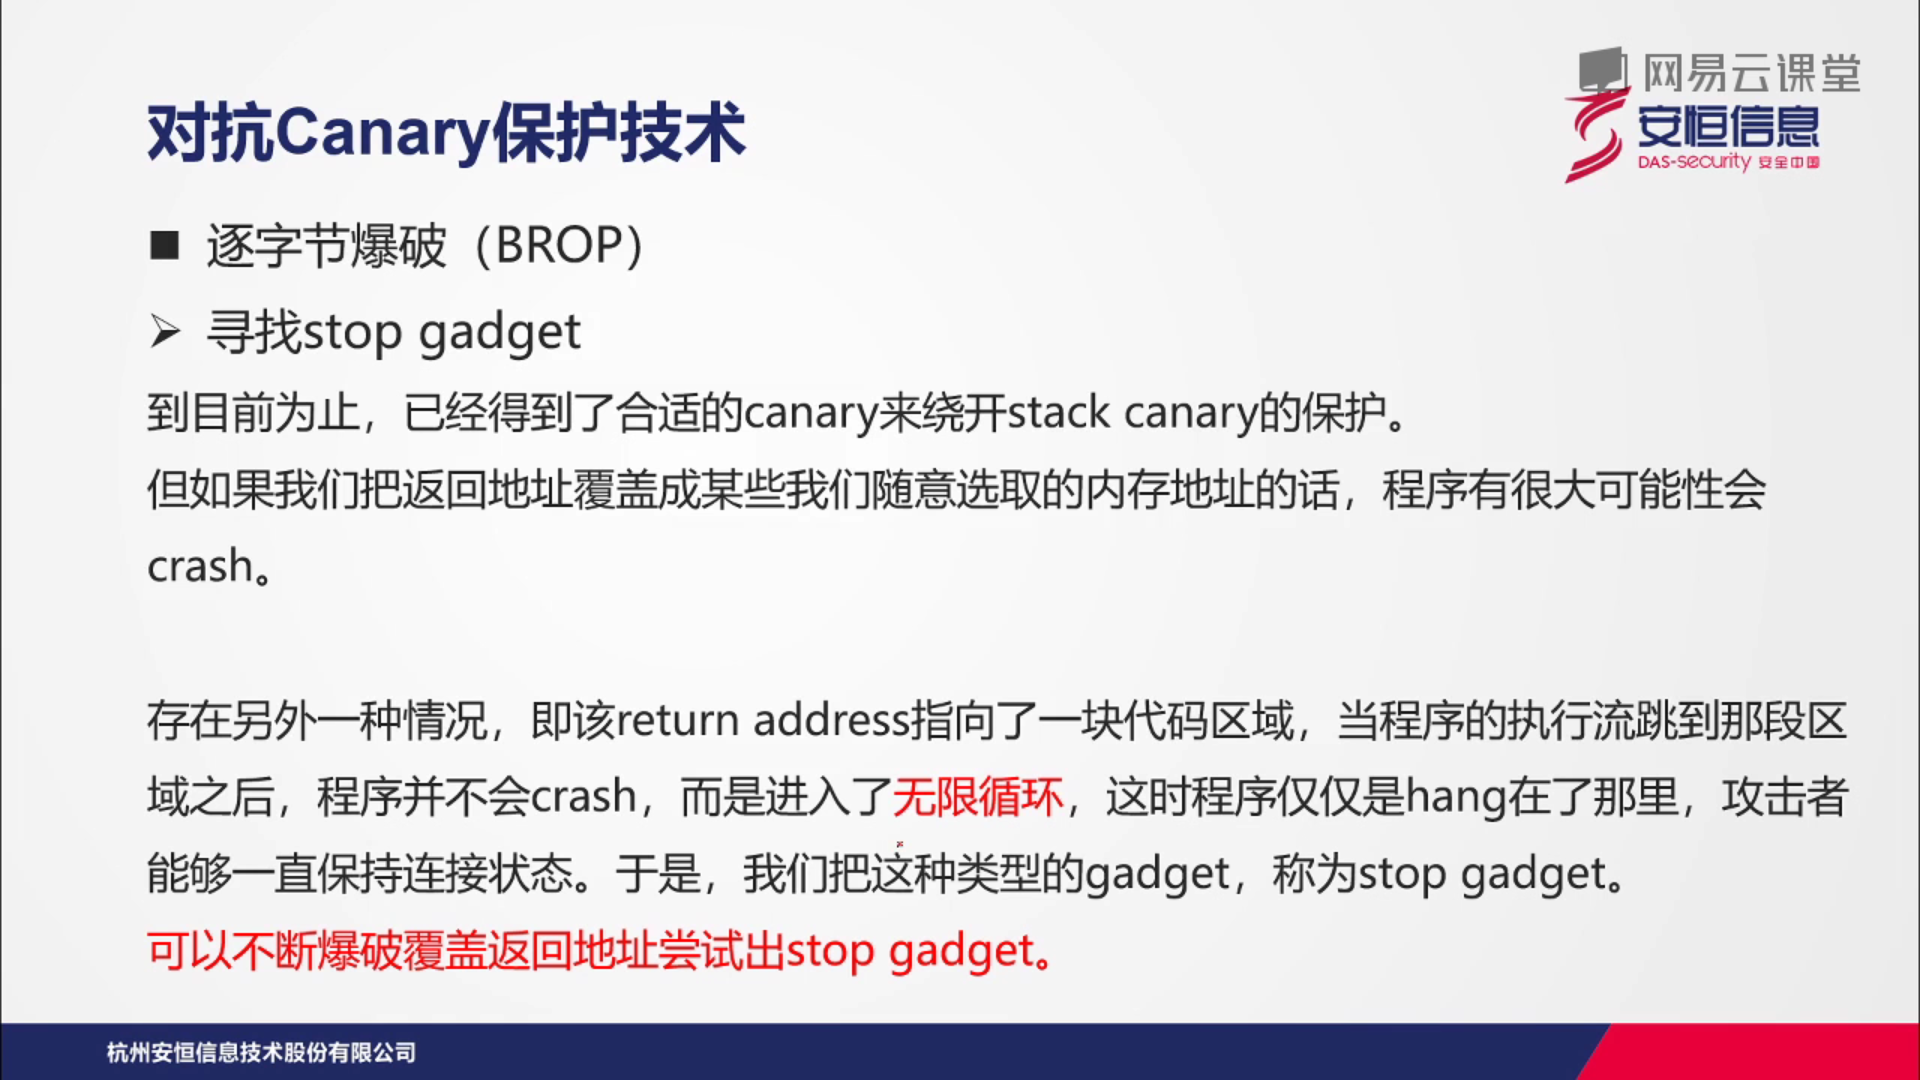 网易云课堂
安恒信息
DAS-security 安全中国
对抗Canary保护技术
■ 逐字节爆破（BROP）
➢ 寻找stop gadget
到目前为止，已经得到了合适的canary来绕开stack canary的保护。
但如果我们把返回地址覆盖成某些我们随意选取的内存地址的话，程序有很大可能性会
crash。
存在另外一种情况，即该return address指向了一块代码区域，当程序的执行流跳到那段区
域之后，程序并不会crash，而是进入了无限循环，这时程序仅仅是hang在了那里，攻击者
能够一直保持连接状态。于是，我们把这种类型的gadget，称为stop gadget。
可以不断爆破覆盖返回地址尝试出stop gadget。
杭州安恒信息技术股份有限公司